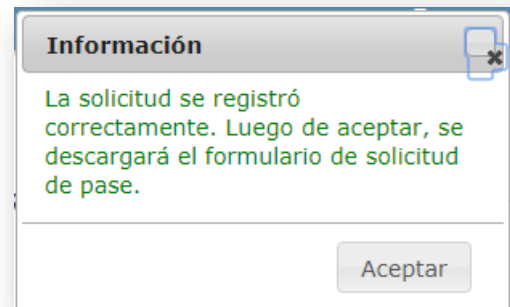 Información
La solicitud se registró
correctamente. Luego de aceptar, se
descargará el formulario de solicitud
de pase.
Aceptar